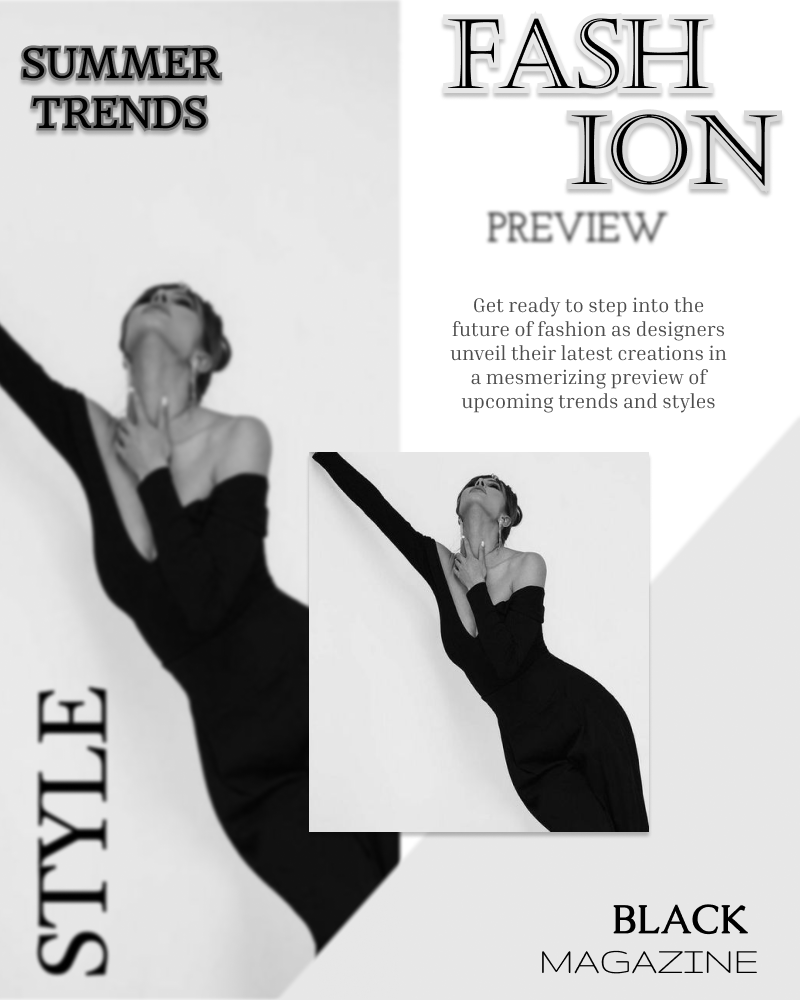 SUMMER
TRENDS
FASH
ION
PREVIEW
Get ready to step into the
future of fashion as designers
unveil their latest creations in
a mesmerizing preview of
upcoming trends and styles
STYLE
BLACK
MAGAZINE